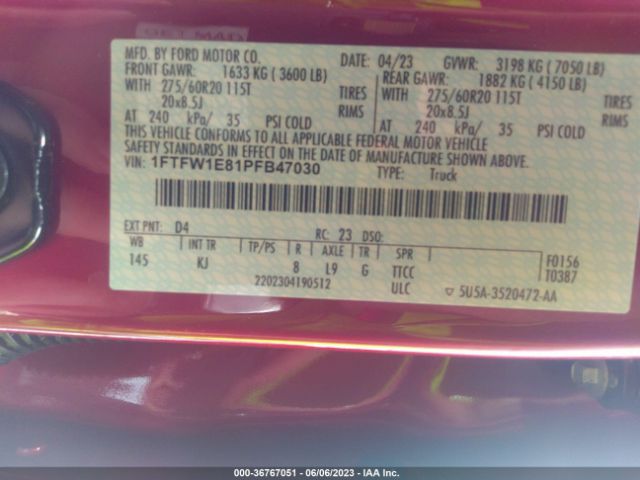 MFD. BY FORD MOTOR CO. DATE: 04/23 GVWR: 3198 KG ( 7050 LB)
FRONT GAWR: 1633 KG ( 3600 LB) REAR GAWR: 1882 KG ( 4150 LB)
WITH 275/60R20 115T TIRES WITH 275/60R20 115T TIRES
20x8.5J RIMS 20x8.5J RIMS
AT 240 kPa/ 35 PSI COLD AT 240 kPa/ 35 PSI COLD
THIS VEHICLE CONFORMS TO ALL APPLICABLE FEDERAL MOTOR VEHICLE
SAFETY STANDARDS IN EFFECT ON THE DATE OF MANUFACTURE SHOWN ABOVE.
VIN: 1FTFW1E81PFB47030 TYPE: Truck
EXT PNT: D4 RC: 23 DSO:
WB INT TR TP/PS R AXLE TR SPR F0156
145 KJ 8 L9 G TTCC T0387
2202304190512 ULC 5U5A-3520472-AA
000-36767051 - 06/06/2023 - IAA Inc.